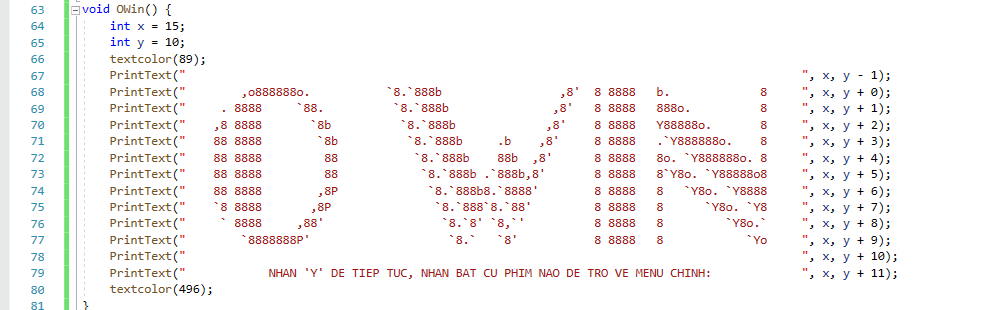 63 void OWin() {
64     int x = 15;
65     int y = 10;
66     textcolor(89);
67     PrintText("                                                                                          ", x, y - 1);
68     PrintText("        ,o888888o.           `8.`888b                 ,8'  8 8888   b.             8     ", x, y + 0);
69     PrintText("     . 8888     `88.          `8.`888b               ,8'   8 8888   888o.          8     ", x, y + 1);
70     PrintText("    ,8 8888       `8b          `8.`888b             ,8'    8 8888   Y88888o.       8     ", x, y + 2);
71     PrintText("    88 8888        `8b          `8.`888b     .b    ,8'     8 8888   .`Y888888o.    8     ", x, y + 3);
72     PrintText("    88 8888         88           `8.`888b    88b  ,8'      8 8888   8o. `Y888888o. 8     ", x, y + 4);
73     PrintText("    88 8888         88            `8.`888b .`888b,8'       8 8888   8`Y8o. `Y88888o8     ", x, y + 5);
74     PrintText("    88 8888        ,8P             `8.`888b8.`8888'        8 8888   8   `Y8o. `Y8888     ", x, y + 6);
75     PrintText("    `8 8888       ,8P               `8.`888`8.`88'         8 8888   8      `Y8o. `Y8     ", x, y + 7);
76     PrintText("     ` 8888     ,88'                 `8.`8' `8,`'          8 8888   8         `Y8o.`     ", x, y + 8);
77     PrintText("        `8888888P'                    `8.`   `8'           8 8888   8            `Yo     ", x, y + 9);
78     PrintText("                                                                                          ", x, y + 10);
79     PrintText("            NHAN 'Y' DE TIEP TUC, NHAN BAT CU PHIM NAO DE TRO VE MENU CHINH:             ", x, y + 11);
80     textcolor(496);
81 }